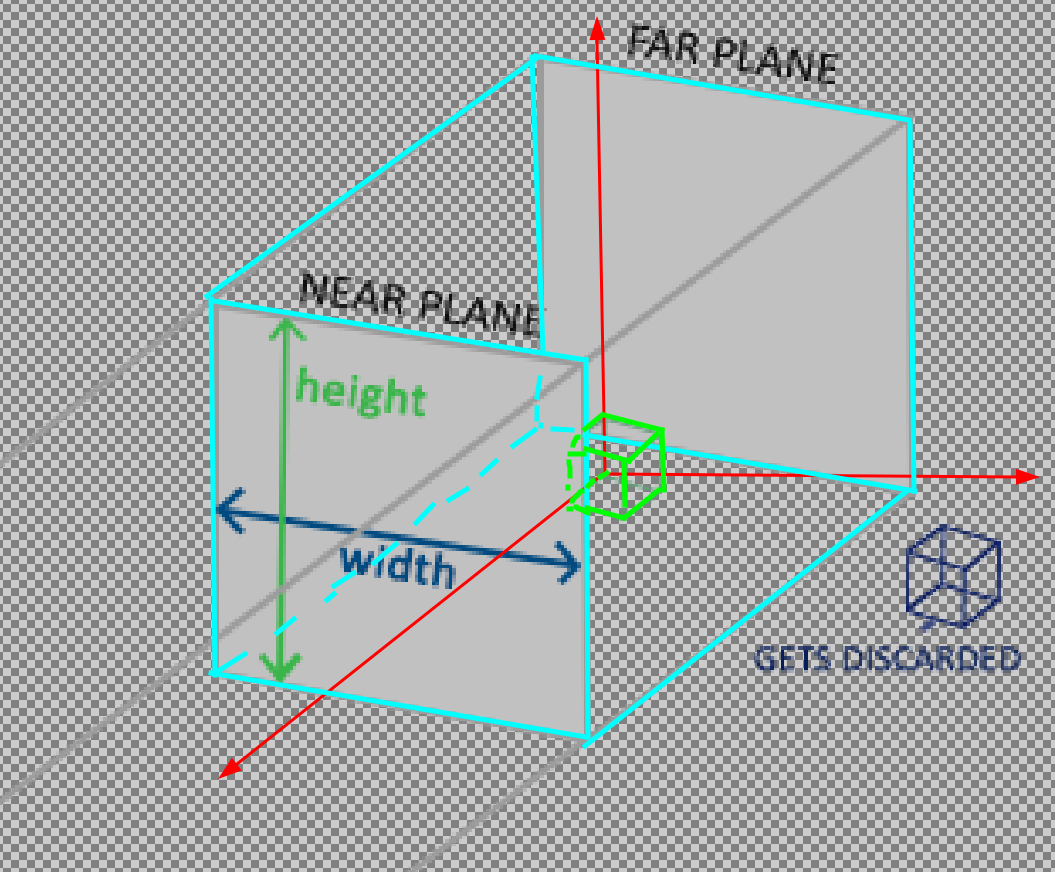 FAR PLANE
NEAR PLANE
height
width
GETS DISCARDED